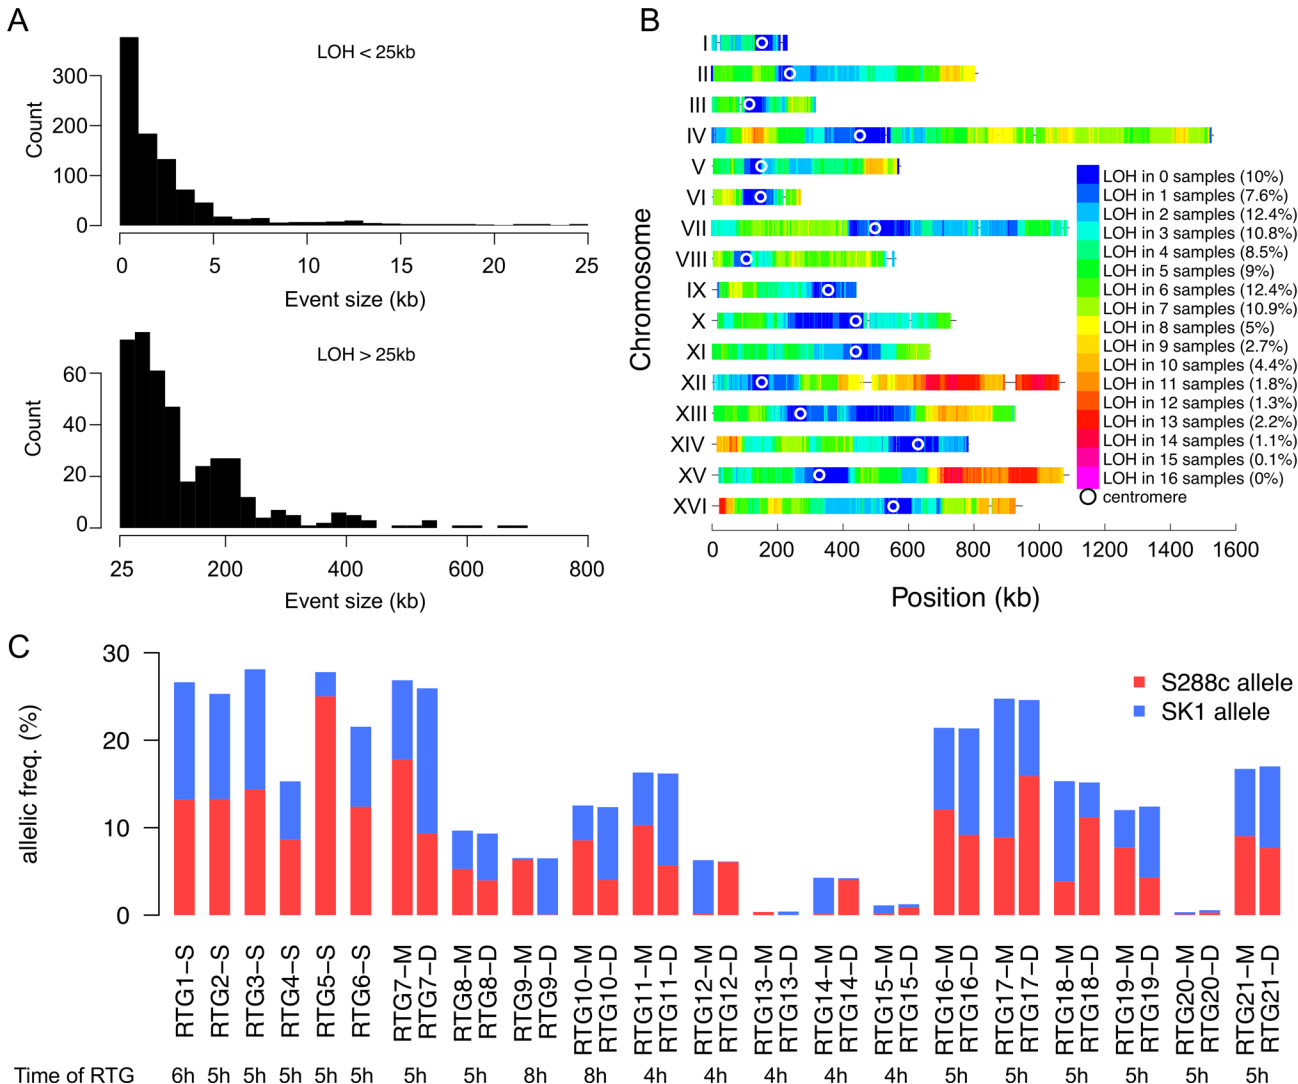 A
LOH < 25kb
Count
300
200
100
0
0 5 10 15 20 25
Event size (kb)
LOH > 25kb
Count
60
40
20
0
25 200 400 600 800
Event size (kb)
B
Chromosome
I
II
III
IV
V
VI
VII
VIII
IX
X
XI
XII
XIII
XIV
XV
XVI
LOH in 0 samples (10%)
LOH in 1 samples (7.6%)
LOH in 2 samples (12.4%)
LOH in 3 samples (10.8%)
LOH in 4 samples (8.5%)
LOH in 5 samples (9%)
LOH in 6 samples (12.4%)
LOH in 7 samples (10.9%)
LOH in 8 samples (5%)
LOH in 9 samples (2.7%)
LOH in 10 samples (4.4%)
LOH in 11 samples (1.8%)
LOH in 12 samples (1.3%)
LOH in 13 samples (2.2%)
LOH in 14 samples (1.1%)
LOH in 15 samples (0.1%)
LOH in 16 samples (0%)
centromere
0 200 400 600 800 1000 1200 1400 1600
Position (kb)
C
allelic freq. (%)
30
20
10
0
S288c allele
SK1 allele
RTG1-S
RTG2-S
RTG3-S
RTG4-S
RTG5-S
RTG6-S
RTG7-M
RTG7-D
RTG8-M
RTG8-D
RTG9-M
RTG9-D
RTG10-M
RTG10-D
RTG11-M
RTG11-D
RTG12-M
RTG12-D
RTG13-M
RTG13-D
RTG14-M
RTG14-D
RTG15-M
RTG15-D
RTG16-M
RTG16-D
RTG17-M
RTG17-D
RTG18-M
RTG18-D
RTG19-M
RTG19-D
RTG20-M
RTG20-D
RTG21-M
RTG21-D
Time of RTG 6h 5h 5h 5h 5h 5h 5h 5h 8h 8h 4h 4h 4h 4h 4h 5h 5h 5h 5h 5h 5h